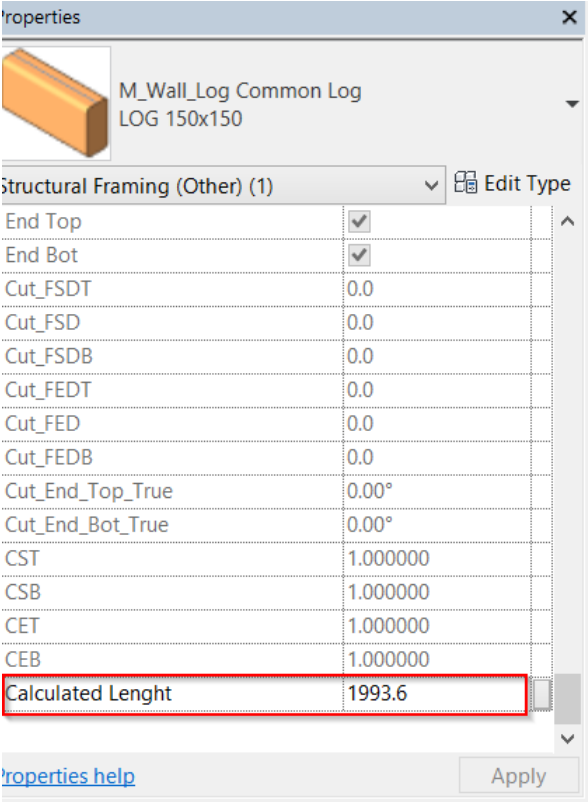 Properties
M_Wall_Log Common Log
LOG 150x150
Structural Framing (Other) (1) Edit Type
End Top
End Bot
Cut_FSDT 0.0
Cut_FSD 0.0
Cut_FSDB 0.0
Cut_FEDT 0.0
Cut_FED 0.0
Cut_FEDB 0.0
Cut_End_Top_True 0.00°
Cut_End_Bot_True 0.00°
CST 1.000000
CSB 1.000000
CET 1.000000
CEB 1.000000
Calculated Lenght 1993.6
Properties help Apply